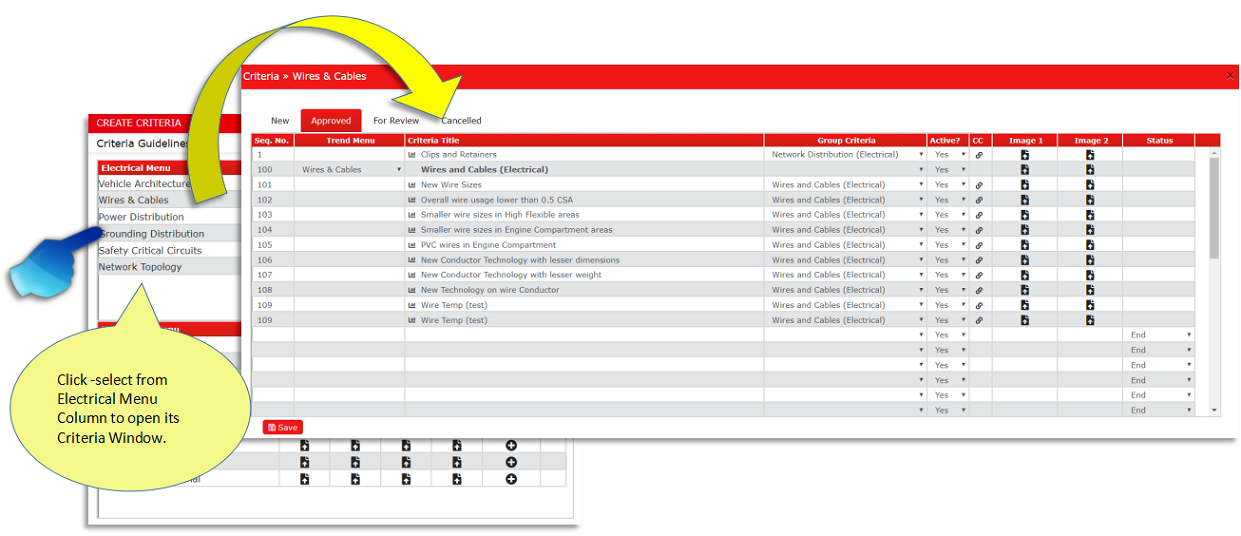 Criteria » Wires & Cables ×
New Approved For Review Cancelled
Seq. No. Trend Menu Criteria Title Group Criteria Active? CC Image 1 Image 2 Status
1 Clips and Retainers Network Distribution (Electrical) Yes
100 Wires & Cables Wires and Cables (Electrical) Yes
101 New Wire Sizes Wires and Cables (Electrical) Yes
102 Overall wire usage lower than 0.5 CSA Wires and Cables (Electrical) Yes
103 Smaller wire sizes in High Flexible areas Wires and Cables (Electrical) Yes
104 Smaller wire sizes in Engine Compartment areas Wires and Cables (Electrical) Yes
105 PVC wires in Engine Compartment Wires and Cables (Electrical) Yes
106 New Conductor Technology with lesser dimensions Wires and Cables (Electrical) Yes
107 New Conductor Technology with lesser weight Wires and Cables (Electrical) Yes
108 New Technology on wire Conductor Wires and Cables (Electrical) Yes
109 Wire Temp (test) Wires and Cables (Electrical) Yes
109 Wire Temp (test) Wires and Cables (Electrical) Yes
Yes End
Yes End
Yes End
Yes End
Yes End
Yes End
Save
CREATE CRITERIA
Criteria Guidelines
Electrical Menu
Vehicle Architecture
Wires & Cables
Power Distribution
Grounding Distribution
Safety Critical Circuits
Network Topology
Click -select from
Electrical Menu
Column to open its
Criteria Window.